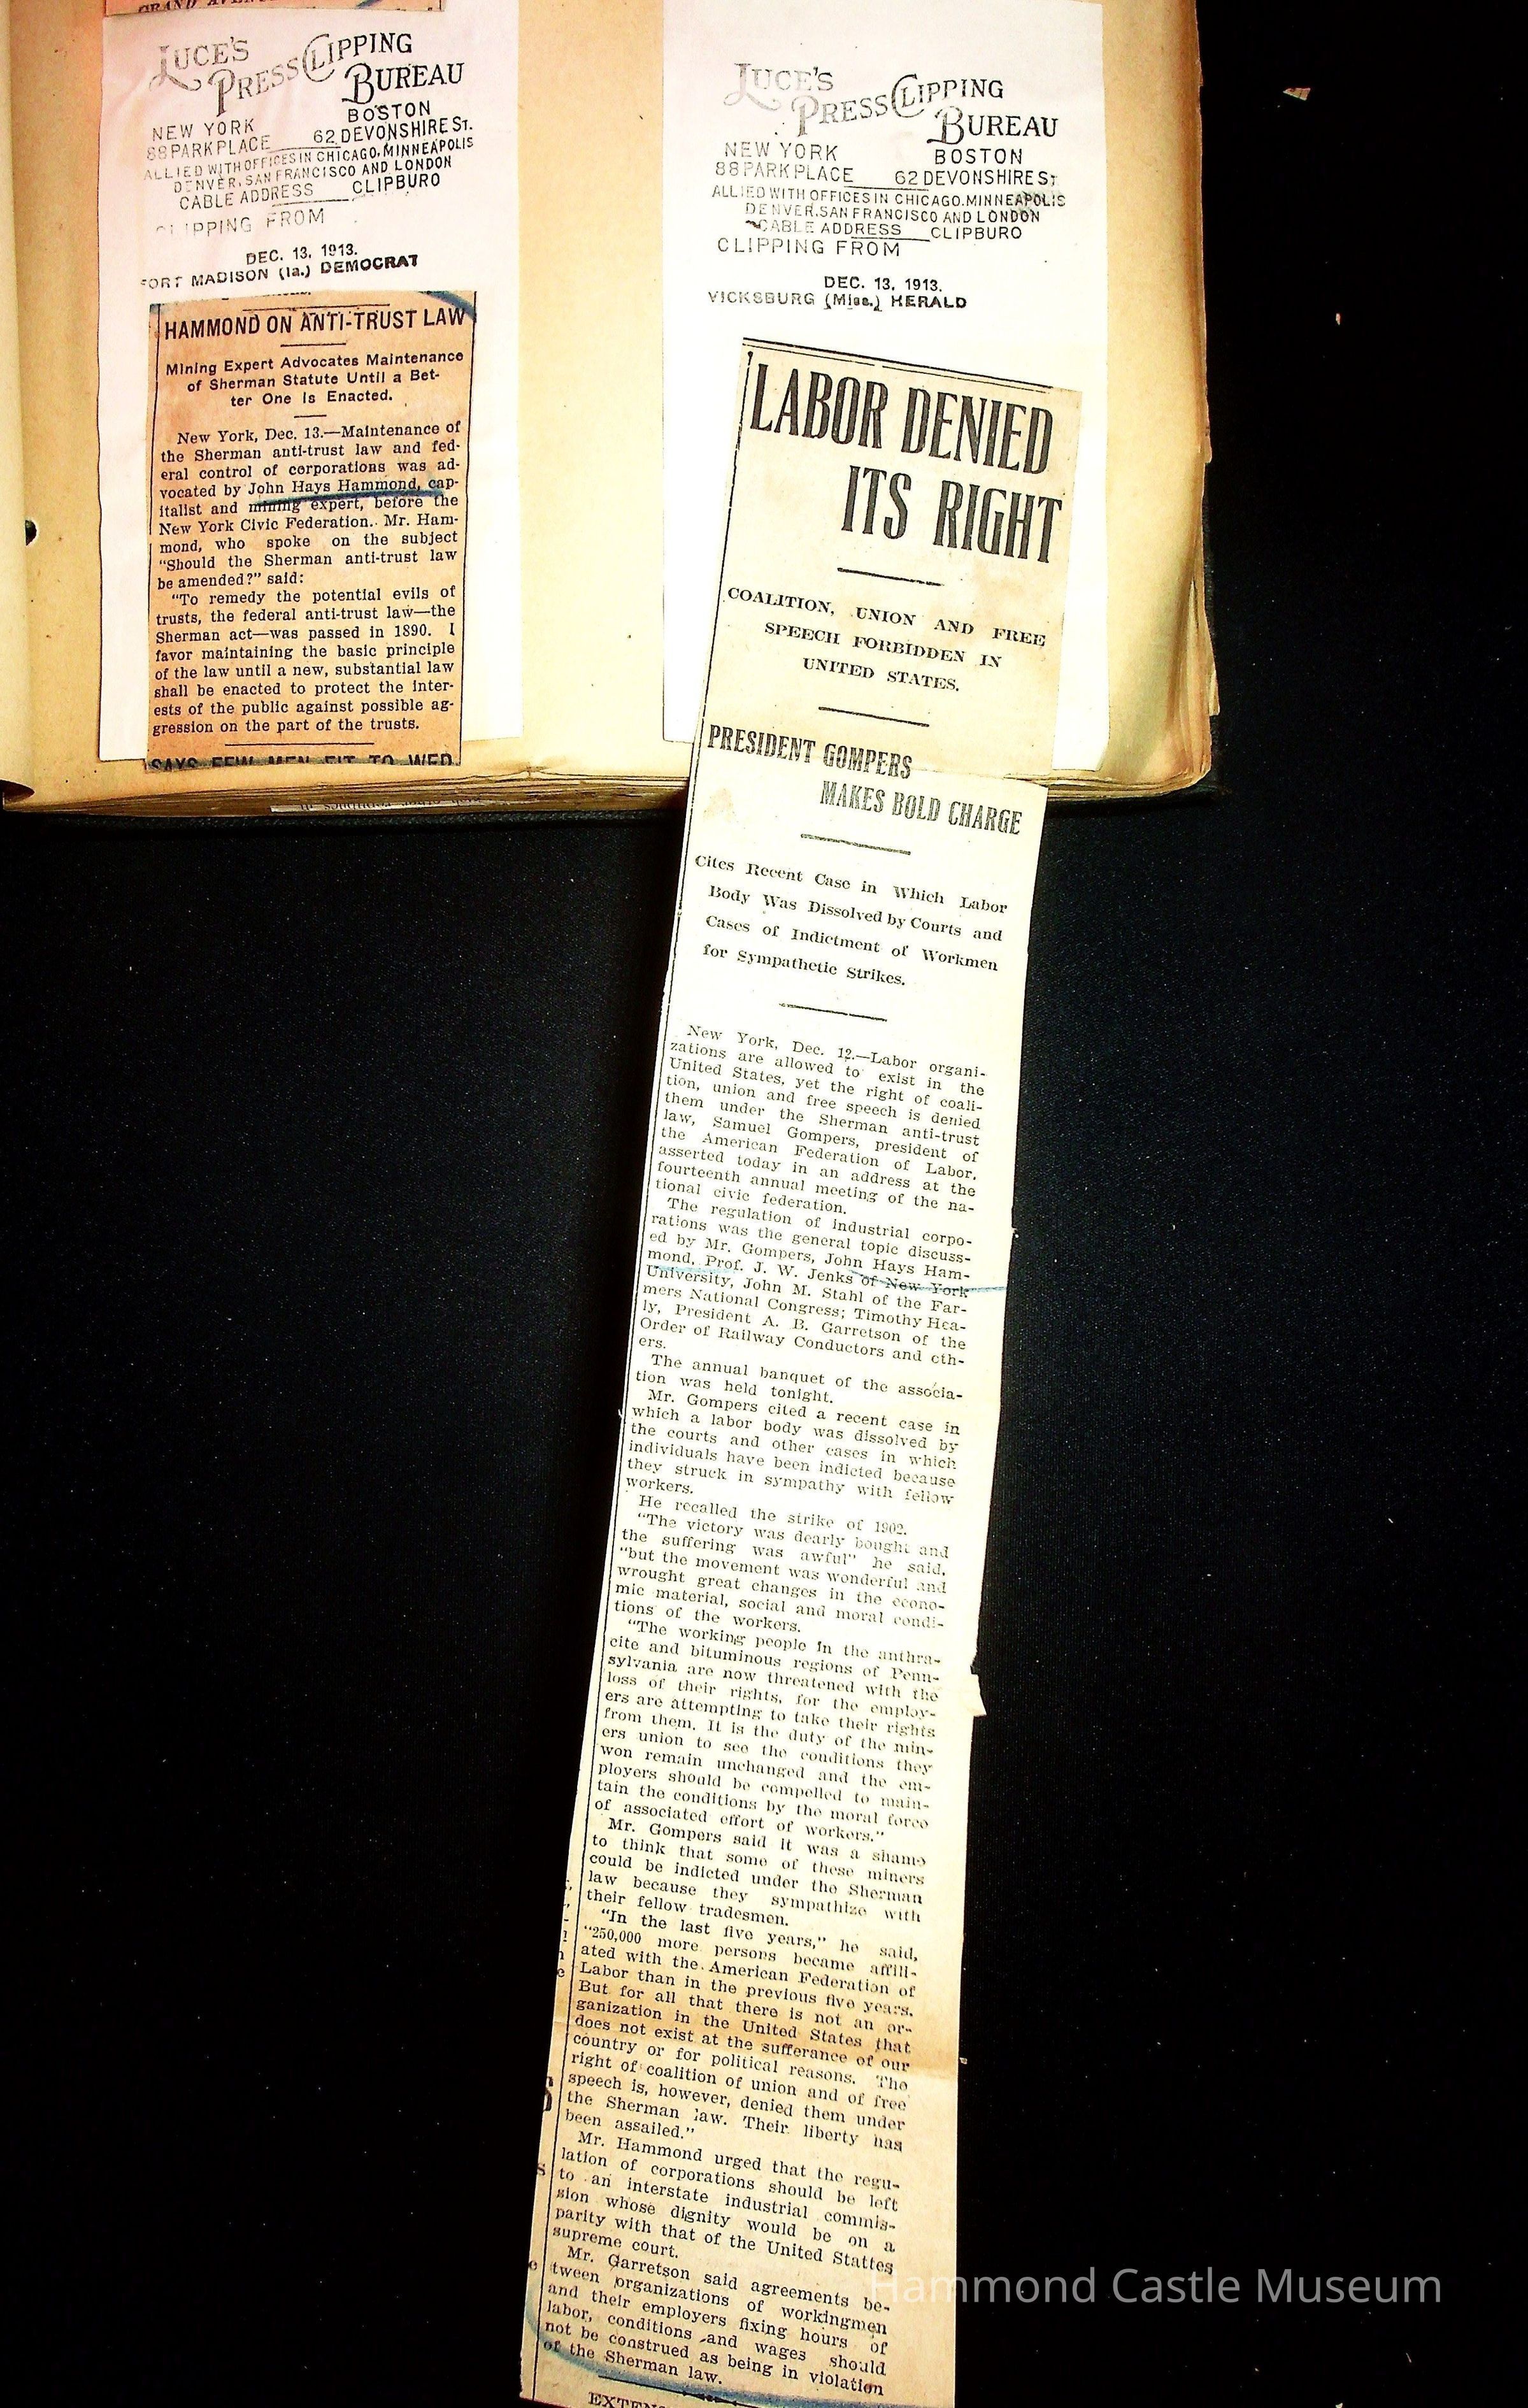 GRAND AVEN
LUCE'S
PRESS CLIPPING
BUREAU
NEW YORK BOSTON
88 PARK PLACE 62 DEVONSHIRE ST.
ALLIED WITH OFFICES IN CHICAGO, MINNEAPOLIS
DENVER, SAN FRANCISCO AND LONDON
CABLE ADDRESS CLIPBURO
CLIPPING FROM
DEC. 13, 1913.
FORT MADISON (Ia.) DEMOCRAT
HAMMOND ON ANTI-TRUST LAW
Mining Expert Advocates Maintenance
of Sherman Statute Until a Bet-
ter One Is Enacted.
New York, Dec. 13.—Maintenance of
the Sherman anti-trust law and fed-
eral control of corporations was ad-
vocated by John Hays Hammond, cap-
italist and mining expert, before the
New York Civic Federation. Mr. Ham-
mond, who spoke on the subject
"Should the Sherman anti-trust law
be amended?" said:
"To remedy the potential evils of
trusts, the federal anti-trust law—the
Sherman act—was passed in 1890. I
favor maintaining the basic principle
of the law until a new, substantial law
shall be enacted to protect the inter-
ests of the public against possible ag-
gression on the part of the trusts.
SAYS FEW MEN FIT TO WED
LUCE'S
PRESS CLIPPING
BUREAU
NEW YORK BOSTON
88 PARK PLACE 62 DEVONSHIRE ST
ALLIED WITH OFFICES IN CHICAGO. MINNEAPOLIS
DENVER. SAN FRANCISCO AND LONDON
CABLE ADDRESS CLIPBURO
CLIPPING FROM
DEC. 13, 1913.
VICKSBURG (Miss.) HERALD
LABOR DENIED
ITS RIGHT
COALITION, UNION AND FREE
SPEECH FORBIDDEN IN
UNITED STATES.
PRESIDENT GOMPERS
MAKES BOLD CHARGE
Cites Recent Case in Which Labor
Body Was Dissolved by Courts and
Cases of Indictment of Workmen
for Sympathetic Strikes.
New York, Dec. 12.—Labor organi-
zations are allowed to exist in the
United States, yet the right of coali-
tion, union and free speech is denied
them under the Sherman anti-trust
law, Samuel Gompers, president of
the American Federation of Labor,
asserted today in an address at the
fourteenth annual meeting of the na-
tional civic federation.
The regulation of industrial corpo-
rations was the general topic discuss-
ed by Mr. Gompers, John Hays Ham-
mond, Prof. J. W. Jenks of New York
University, John M. Stahl of the Far-
mers National Congress; Timothy Hea-
ly, President A. B. Garretson of the
Order of Railway Conductors and cth-
ers.
The annual banquet of the associa-
tion was held tonight.
Mr. Gompers cited a recent case in
which a labor body was dissolved by
the courts and other cases in which
individuals have been indicted because
they struck in sympathy with fellow
workers.
He recalled the strike of 1902.
"The victory was dearly bought and
the suffering was awful" he said,
"but the movement was wonderful and
wrought great changes in the econo-
mic material, social and moral condi-
tions of the workers.
"The working people in the anthra-
cite and bituminous regions of Penn-
sylvania are now threatened with the
loss of their rights, for the employ-
ers are attempting to take their rights
from them. It is the duty of the min-
ers union to see the conditions they
won remain unchanged and the em-
ployers should be compelled to main-
tain the conditions by the moral force
of associated effort of workers."
Mr. Gompers said it was a shame
to think that some of these miners
could be indicted under the Sherman
law because they sympathize with
their fellow tradesmen.
"In the last five years," he said,
"250,000 more persons became affili-
ated with the American Federation of
Labor than in the previous five years.
But for all that there is not an or-
ganization in the United States that
does not exist at the sufferance of our
country or for political reasons. The
right of coalition of union and of free
speech is, however, denied them under
the Sherman law. Their liberty has
been assailed."
Mr. Hammond urged that the regu-
lation of corporations should be left
to an interstate industrial commis-
sion whose dignity would be on a
parity with that of the United Stattes
supreme court.
Mr. Garretson said agreements be-
tween organizations of workingmen
and their employers fixing hours of
labor, conditions and wages should
not be construed as being in violation
of the Sherman law.
EXTEN
Hammond Castle Museum